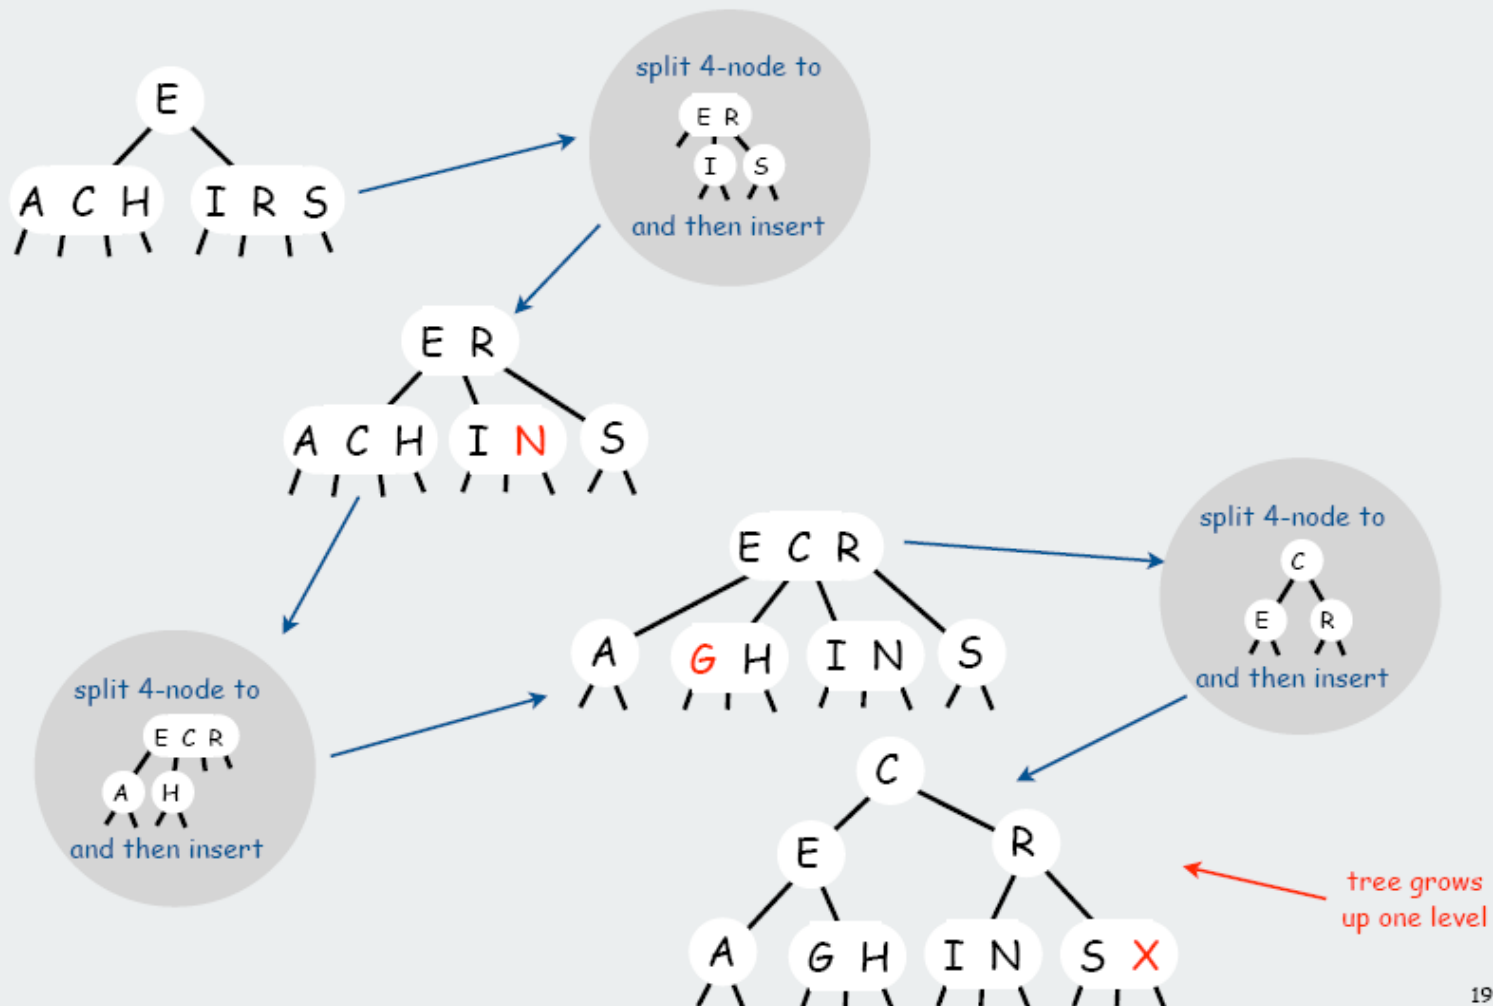 E
A C H I R S
split 4-node to
E R
I S
and then insert
E R
A C H I N S
split 4-node to
E C R
A H
and then insert
E C R
A G H I N S
split 4-node to
C
E R
and then insert
C
E R
A G H I N S X
tree grows
up one level
19